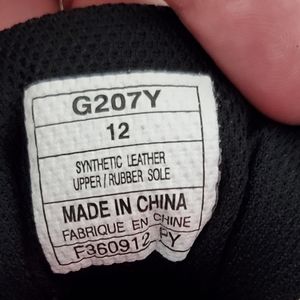 G207Y
12
SYNTHETIC LEATHER
UPPER / RUBBER SOLE
MADE IN CHINA
FABRIQUE EN CHINE
F360912-PY